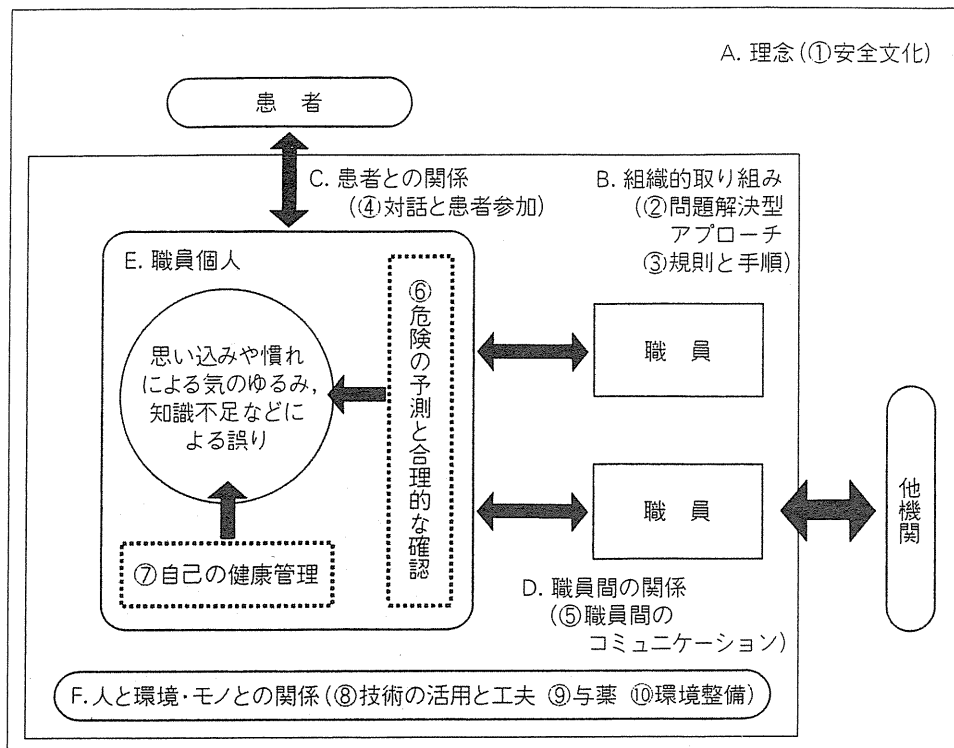 A. 理念(①安全文化)
患　者
C. 患者との関係
(④対話と患者参加)
B. 組織的取り組み
(②問題解決型
アプローチ
③規則と手順)
E. 職員個人
思い込みや慣れ
による気のゆるみ,
知識不足などに
よる誤り
⑥危険の予測と合理的な確認
⑦自己の健康管理
職　員
職　員
他機関
D. 職員間の関係
(⑤職員間の
コミュニケーション)
F. 人と環境・モノとの関係(⑧技術の活用と工夫 ⑨与薬 ⑩環境整備)